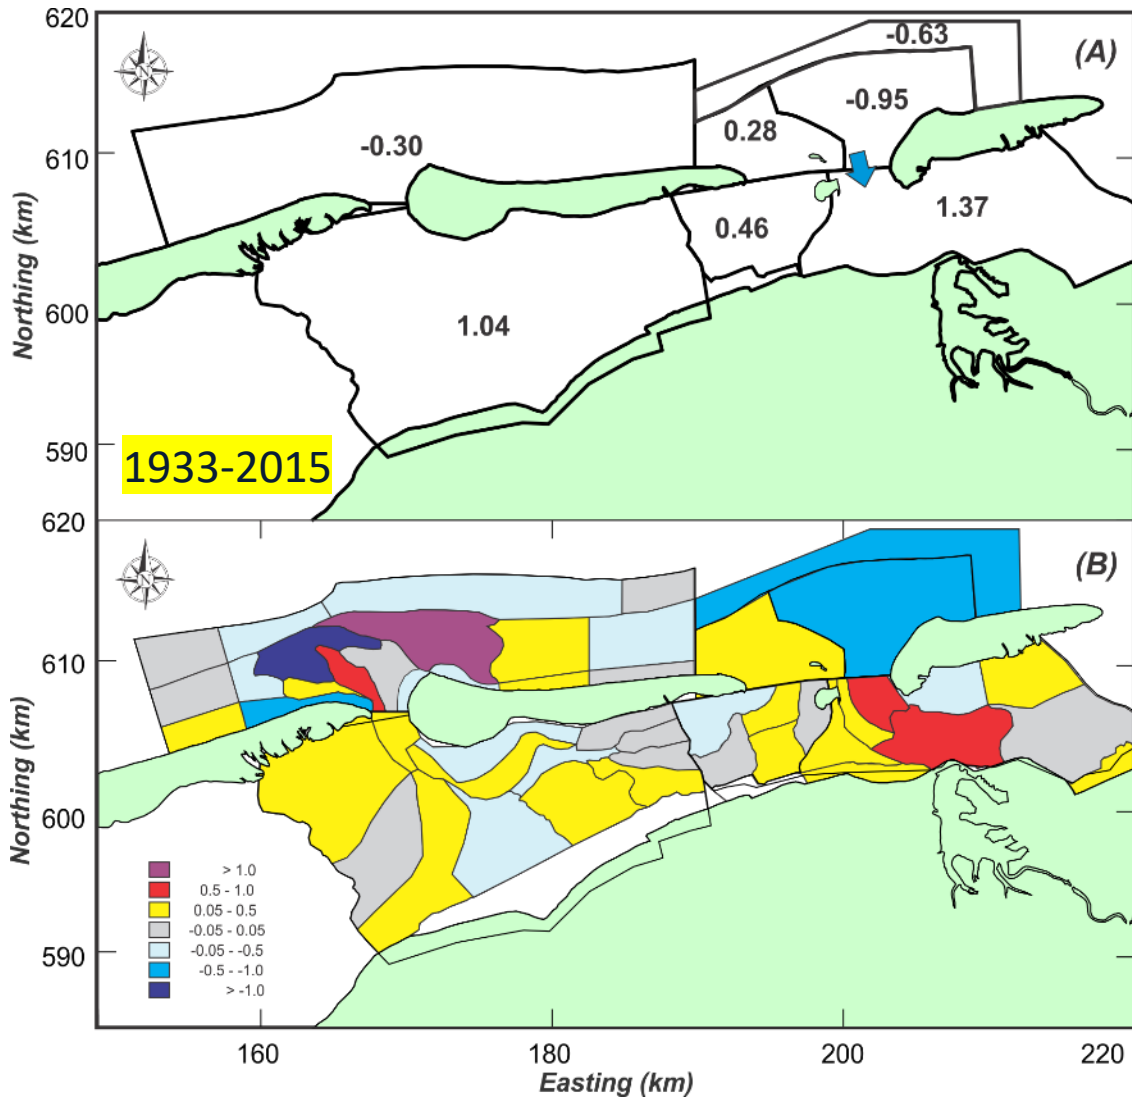 620
(A)
N
-0.63
-0.95
0.28
-0.30
610
1.37
0.46
Northing (km)
600
1.04
590
1933-2015
620
(B)
N
610
Northing (km)
600
> 1.0
0.5 - 1.0
0.05 - 0.5
-0.05 - 0.05
-0.05 - -0.5
-0.5 - -1.0
> -1.0
590
160
180
200
220
Easting (km)